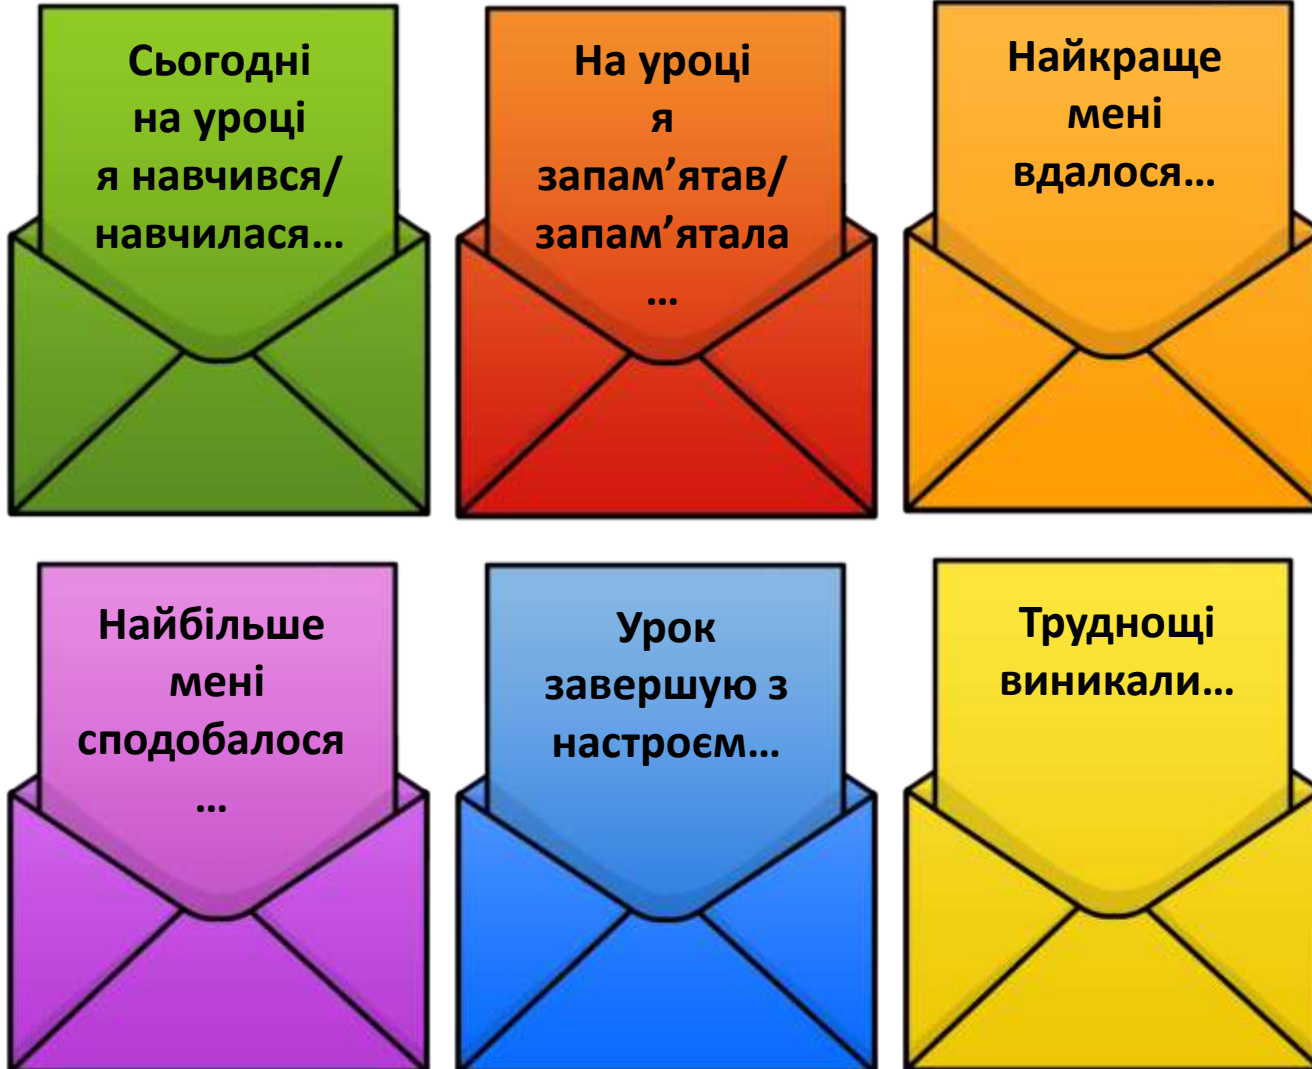 Сьогодні
на уроці
я навчився/
навчилася…
На уроці
я
запам’ятав/
запам’ятала
…
Найкраще
мені
вдалося…
Найбільше
мені
сподобалося
…
Урок
завершую з
настроєм…
Труднощі
виникали…